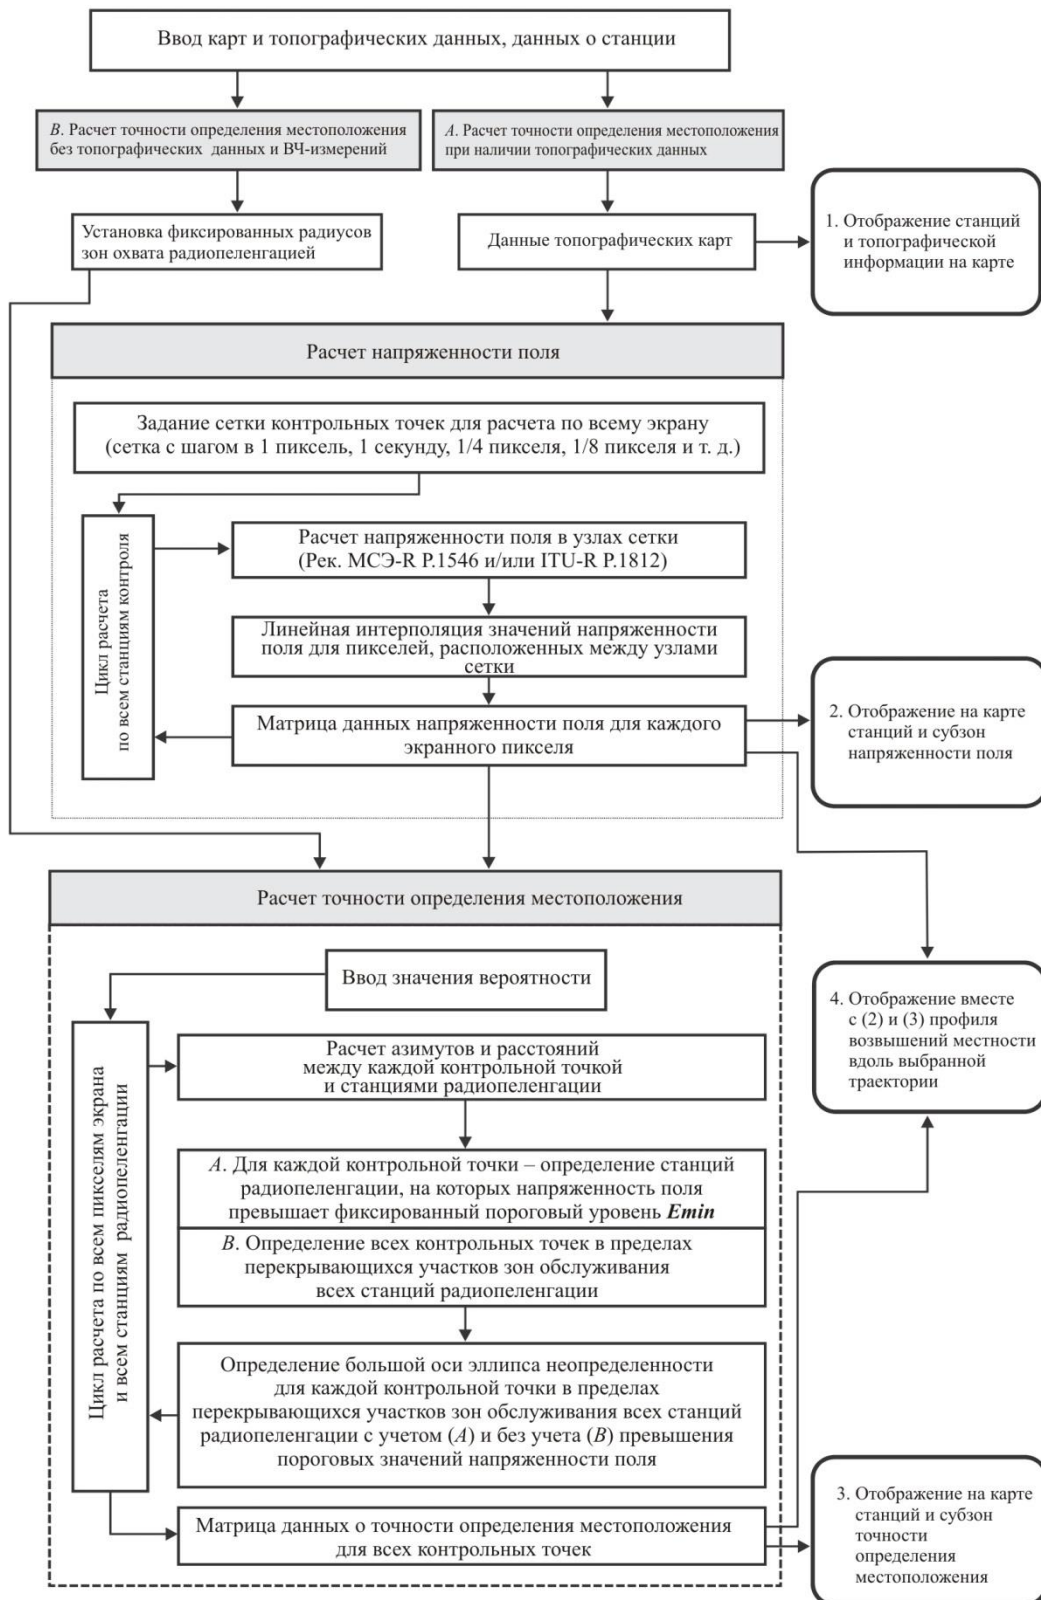 Ввод карт и топографических данных, данных о станции
B. Расчет точности определения местоположения
без топографических данных и ВЧ-измерений
A. Расчет точности определения местоположения
при наличии топографических данных
Установка фиксированных радиусов
зон охвата радиопеленгацией
Данные топографических карт
1. Отображение станций
и топографической
информации на карте
Расчет напряженности поля
Задание сетки контрольных точек для расчета по всему экрану
(сетка с шагом в 1 пиксель, 1 секунду, 1/4 пикселя, 1/8 пикселя и т. д.)
Цикл расчета
по всем станциям контроля
Расчет напряженности поля в узлах сетки
(Рек. МСЭ-R P.1546 и/или ITU-R P.1812)
Линейная интерполяция значений напряженности
поля для пикселей, расположенных между узлами
сетки
Матрица данных напряженности поля для каждого
экранного пикселя
2. Отображение на карте
станций и субзон
напряженности поля
Расчет точности определения местоположения
Ввод значения вероятности
Цикл расчета по всем пикселям экрана
и всем станциям радиопеленгации
Расчет азимутов и расстояний
между каждой контрольной точкой
и станциями радиопеленгации
A. Для каждой контрольной точки – определение станций
радиопеленгации, на которых напряженность поля
превышает фиксированный пороговый уровень Emin
B. Определение всех контрольных точек в пределах
перекрывающихся участков зон обслуживания
всех станций радиопеленгации
Определение большой оси эллипса неопределенности
для каждой контрольной точки в пределах
перекрывающихся участков зон обслуживания всех станций
радиопеленгации с учетом (A) и без учета (B) превышения
пороговых значений напряженности поля
Матрица данных о точности определения местоположения
для всех контрольных точек
4. Отображение вместе
с (2) и (3) профиля
возвышений местности
вдоль выбранной
траектории
3. Отображение на карте
станций и субзон
точности
определения
местоположения